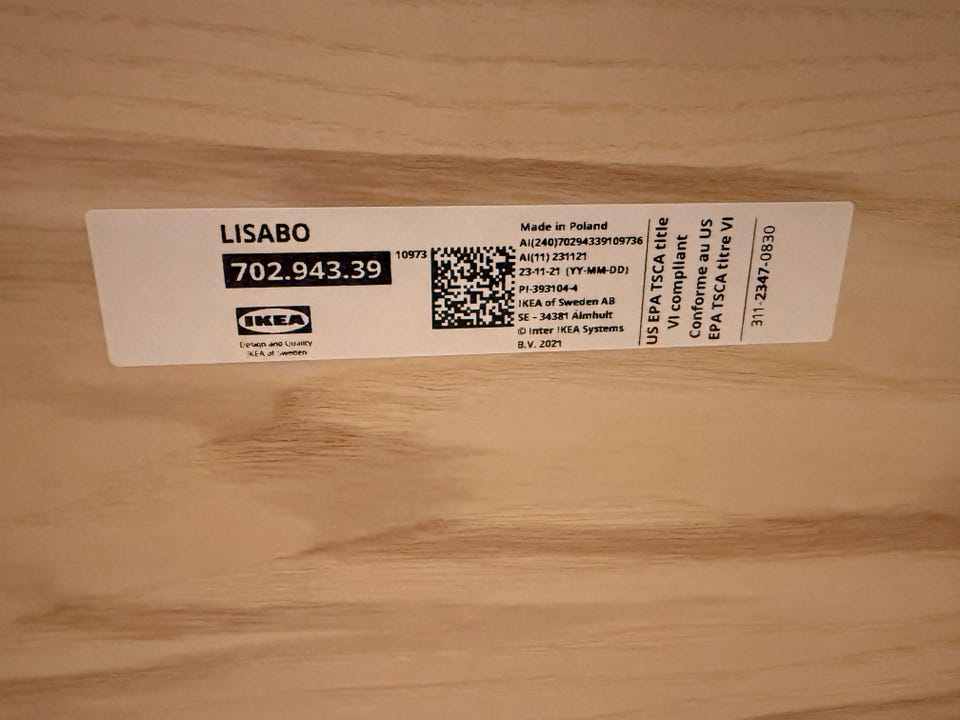 LISABO
702.943.39
IKEA
Design and Quality
IKEA of Sweden
10973
Made in Poland
AI(240)70294339109736
AI(11) 231121
23-11-21 (YY-MM-DD)
PI-393104-4
IKEA of Sweden AB
SE - 34381 Älmhult
© Inter IKEA Systems
B.V. 2021
US EPA TSCA title
VI compliant
Conforme au US
EPA TSCA titre VI
311-2347-0830